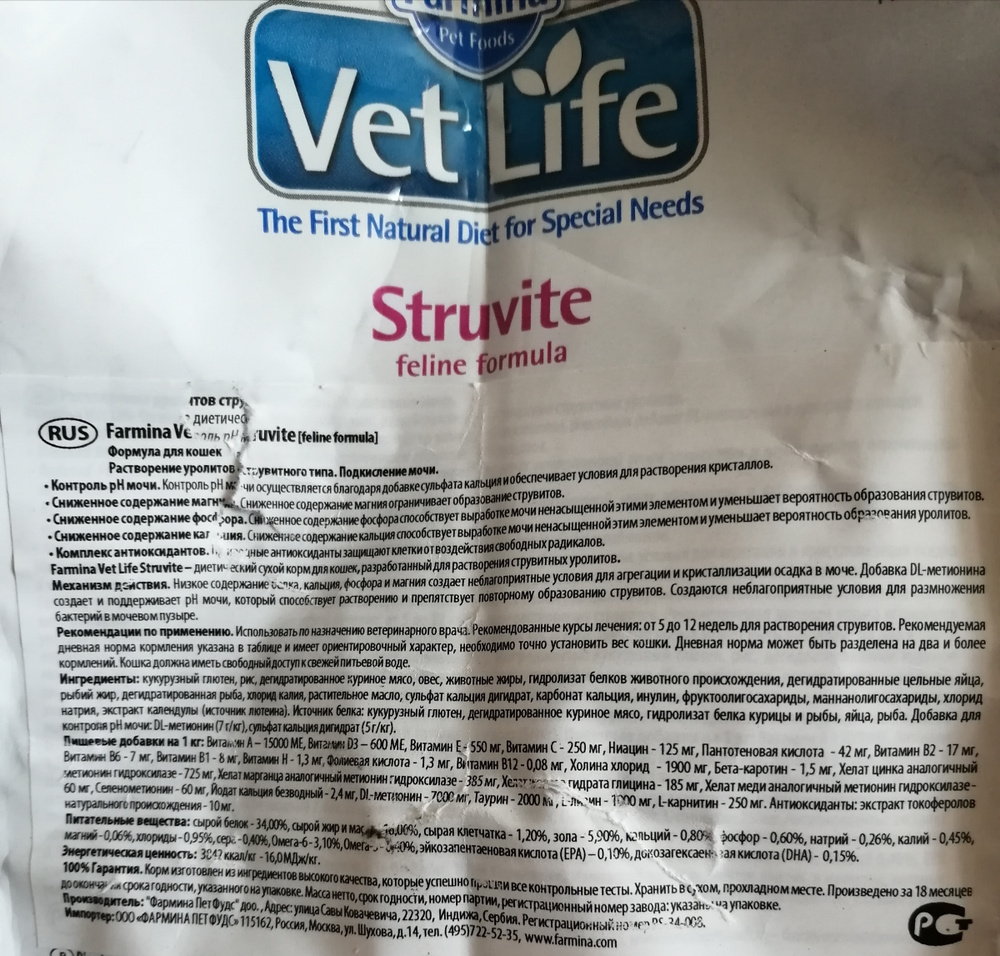 Farmina
Pet Foods
Vet Life
The First Natural Diet for Special Needs
Struvite
feline formula
RUS
Farmina Ve uvite [feline formula]
Формула для кошек
Растворение уролитов струвитного типа. Подкисление мочи.
• Контроль pH мочи. Контроль pH мочи осуществляется благодаря добавке сульфата кальция и обеспечивает условия для растворения кристаллов.
• Сниженное содержание магния. Сниженное содержание магния ограничивает образование струвитов.
• Сниженное содержание фосфора. Сниженное содержание фосфора способствует выработке мочи ненасыщенной этими элементом и уменьшает вероятность образования струвитов.
• Сниженное содержание кальция. Сниженное содержание кальция способствует выработке мочи ненасыщенной этим элементом и уменьшает вероятность образования уролитов.
• Комплекс антиоксидантов. антиоксиданты защищают клетки от воздействия свободных радикалов.
Farmina Vet Life Struvite – диетический сухой корм для кошек, разработанный для растворения струвитных уролитов.
Механизм действия. Низкое содержание белка, кальция, фосфора и магния создает неблагоприятные условия для агрегации и кристаллизации осадка в моче. Добавка DL-метионина
создает и поддерживает pH мочи, который способствует растворению и препятствует повторному образованию струвитов. Создаются неблагоприятные условия для размножения
бактерий в мочевом пузыре.
Рекомендации по применению. Использовать по назначению ветеринарного врача. Рекомендованные курсы лечения: от 5 до 12 недель для растворения струвитов. Рекомендуемая
дневная норма кормления указана в таблице и имеет ориентировочный характер, необходимо точно установить вес кошки. Дневная норма может быть разделена на два и более
кормлений. Кошка должна иметь свободный доступ к свежей питьевой воде.
Ингредиенты: кукурузный глютен, рис, дегидратированное куриное мясо, овес, животные жиры, гидролизат белков животного происхождения, дегидратированные цельные яйца,
рыбий жир, дегидратированная рыба, хлорид калия, растительное масло, сульфат кальция дигидрат, карбонат кальция, инулин, фруктоолигосахариды, маннанолигосахариды, хлорид
натрия, экстракт календулы (источник лютеина). Источник белка: кукурузный глютен, дегидратированное куриное мясо, гидролизат белка курицы и рыбы, яйца, рыба. Добавка для
контроля pH мочи: DL-метионин (7 г/кг), сульфат кальция дигидрат (5 г/кг).
Пищевые добавки на 1 кг: Витамин A – 15000 МЕ, Витамин D3 – 600 МЕ, Витамин E - 550 мг, Витамин C - 250 мг, Ниацин - 125 мг, Пантотеновая кислота - 42 мг, Витамин B2 - 17 мг,
Витамин B6 - 7 мг, Витамин B1 - 8 мг, Витамин H - 1,3 мг, Фолиевая кислота - 1,3 мг, Витамин B12 - 0,08 мг, Холина хлорид - 1900 мг, Бета-каротин - 1,5 мг, Хелат цинка аналогичный
метионин гидроксилазе - 725 мг, Хелат марганца аналогичный метионин гидроксилазе - 385 мг, Хелат гидрата глицина - 185 мг, Хелат меди аналогичный метионин гидроксилазе -
60 мг, Селенометионин - 60 мг, Йодат кальция безводный - 2,4 мг, DL-метионин - 7000 мг, Таурин - 2000 мг, 1000 мг, L-карнитин - 250 мг. Антиоксиданты: экстракт токоферолов
натурального происхождения - 10 мг.
Питательные вещества: сырой белок - 34,00%, сырой жир и сырая клетчатка - 1,20%, зола - 5,90%, кальций - 0,80% фосфор - 0,60%, натрий - 0,26%, калий - 0,45%,
магний - 0,06%, хлориды - 0,95%, сера - 0,40%, Омега-6 - 3,10%, эйкозапентаеновая кислота (EPA) – 0,10%, докозагексаеновая кислота (DHA) - 0,15%.
Энергетическая ценность: ккал/кг - 16,0 МДж/кг.
100% Гарантия. Корм изготовлен из ингредиентов высокого качества, которые успешно прошли все контрольные тесты. Хранить в сухом, прохладном месте. Произведено за 18 месяцев
до окончания срока годности, указанного на упаковке. Масса нетто, срок годности, номер партии, регистрационный номер завода: указаны на упаковке.
Производитель: "Фармина Пет Фудс" доо., Адрес: улица Савы Ковачевича, 22320, Инджиа, Сербия. Регистрационный номер 34-008.
Импортер: ООО «ФАРМИНА ПЕТ ФУДС» 115162, Россия, Москва, ул. Шухова, д.14, тел. (495)722-52-35, www.farmina.com
РСТ